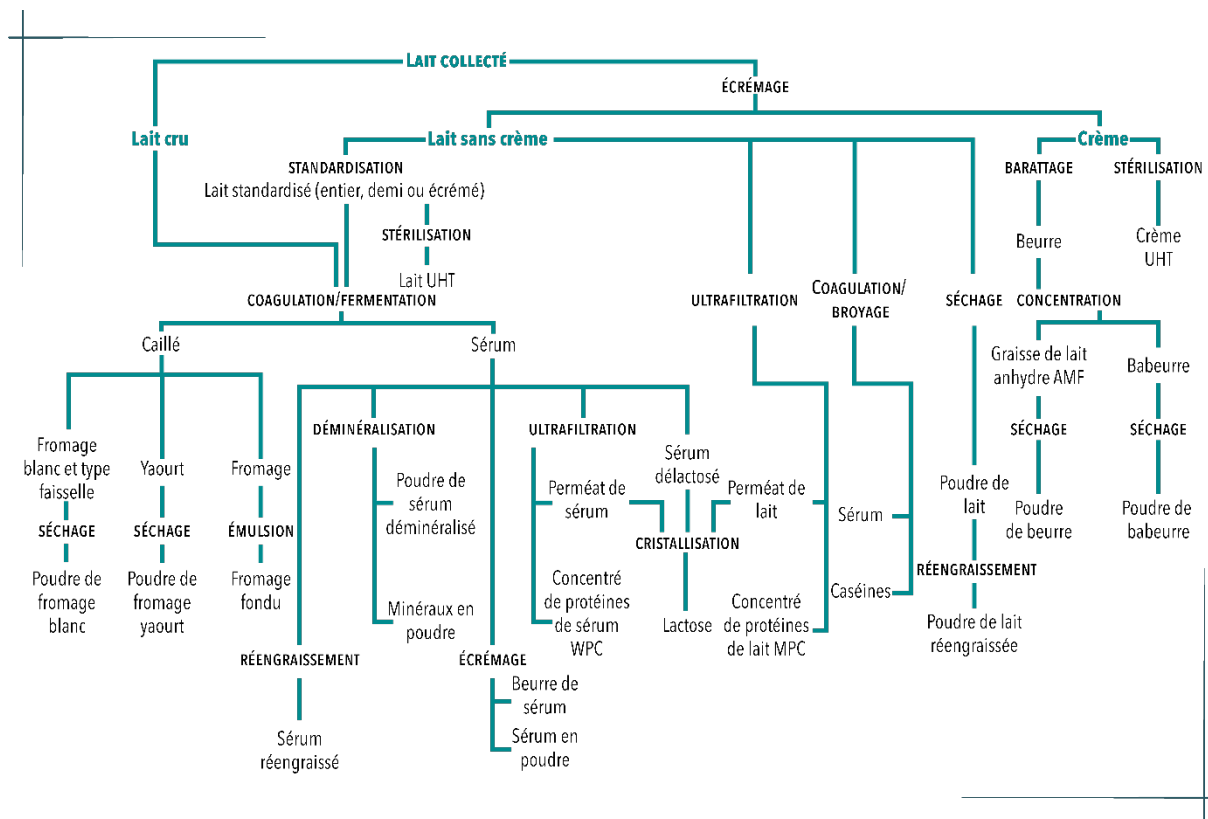 LAIT COLLECTÉ
ÉCRÉMAGE
Lait cru
Lait sans crème
Crème
STANDARDISATION
Lait standardisé (entier, demi ou écrémé)
BARATTAGE
STÉRILISATION
STÉRILISATION
Beurre
Crème
UHT
Lait UHT
COAGULATION/FERMENTATION
ULTRAFILTRATION
COAGULATION/
BROYAGE
SÉCHAGE
CONCENTRATION
Caillé
Sérum
Graisse de lait
anhydre AMF
Babeurre
Fromage
blanc et type
faisselle
Yaourt
Fromage
DÉMINÉRALISATION
ULTRAFILTRATION
Sérum
délactosé
SÉCHAGE
SÉCHAGE
Poudre de
sérum
déminéralisé
Perméat de
sérum
Perméat de
lait
Sérum
Poudre de
lait
Poudre
de beurre
Poudre de
babeurre
SÉCHAGE
SÉCHAGE
ÉMULSION
CRISTALLISATION
Poudre de
fromage
blanc
Poudre de
fromage
yaourt
Fromage
fondu
Minéraux en
poudre
Concentré
de protéines
de sérum
WPC
Lactose
Concentré
de protéines
de lait MPC
Caséines
RÉENGRAISSEMENT
Poudre de lait
réengraissée
RÉENGRAISSEMENT
ÉCRÉMAGE
Beurre de
sérum
Sérum
réengraissé
Sérum en
poudre